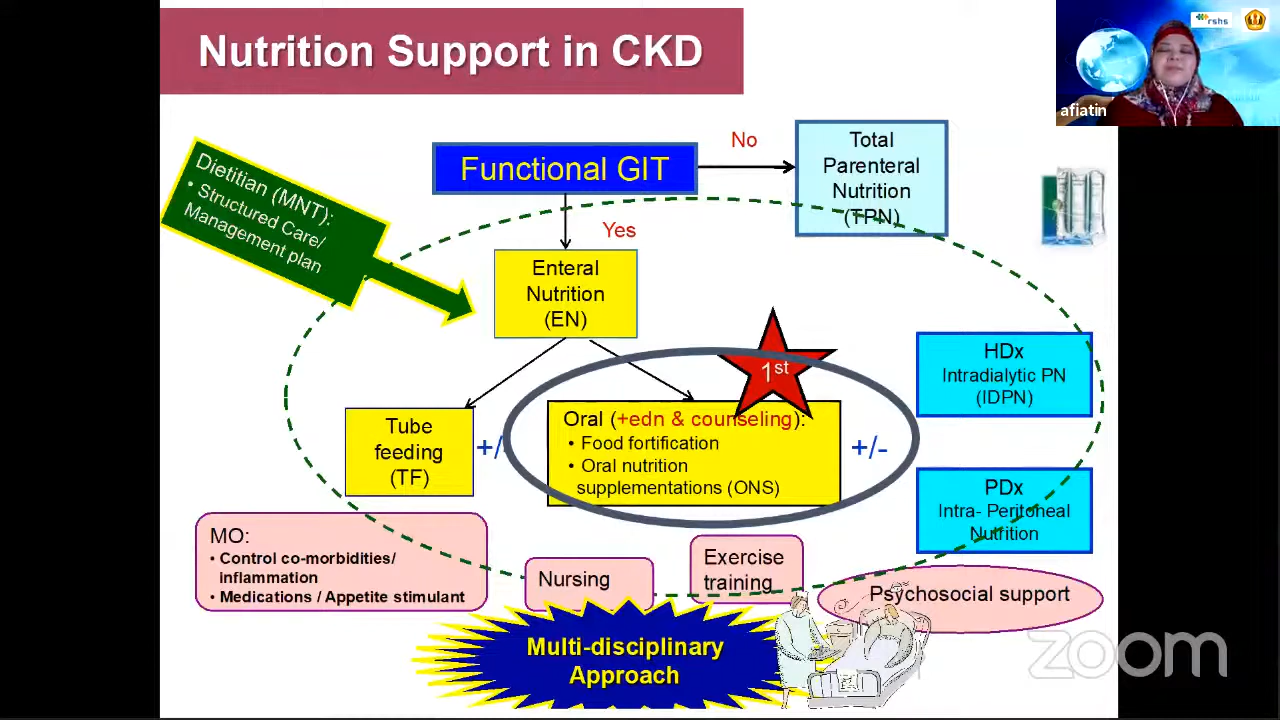 Nutrition Support in CKD
rshs
afiatin
Dietitian (MNT):
• Structured Care/
Management plan
Functional GIT
No
Total
Parenteral
Nutrition
(TPN)
Yes
Enteral
Nutrition
(EN)
1st
HDx
Intradialytic PN
(IDPN)
Tube
feeding
(TF)
+/
Oral (+edn & counseling):
• Food fortification
• Oral nutrition
supplementations (ONS)
+/-
PDx
Intra- Peritoneal
Nutrition
MO:
• Control co-morbidities/
inflammation
• Medications / Appetite stimulant
Nursing
Exercise
training
Psychosocial support
Multi-disciplinary
Approach
zoom